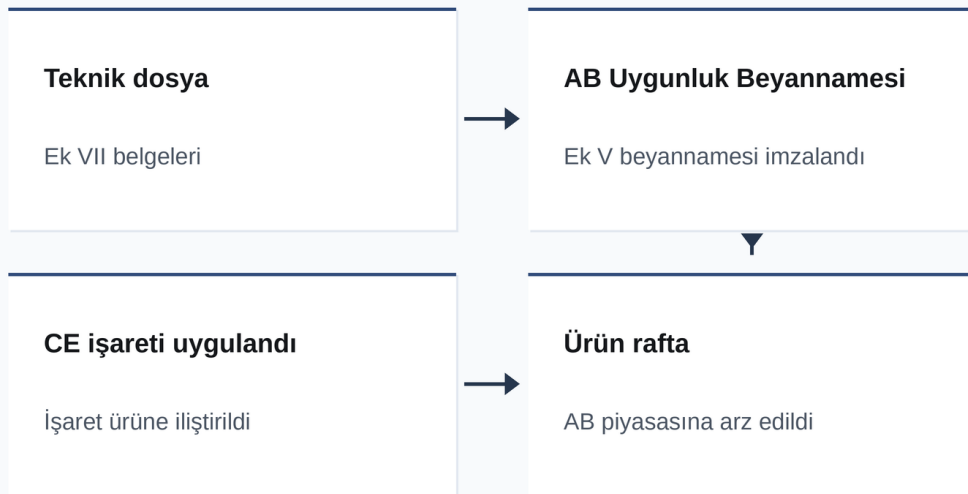 Teknik dosya
Ek VII belgeleri
AB Uygunluk Beyannamesi
Ek V beyannamesi imzalandı
CE işareti uygulandı
İşaret ürüne iliştirildi
Ürün rafta
AB piyasasına arz edildi